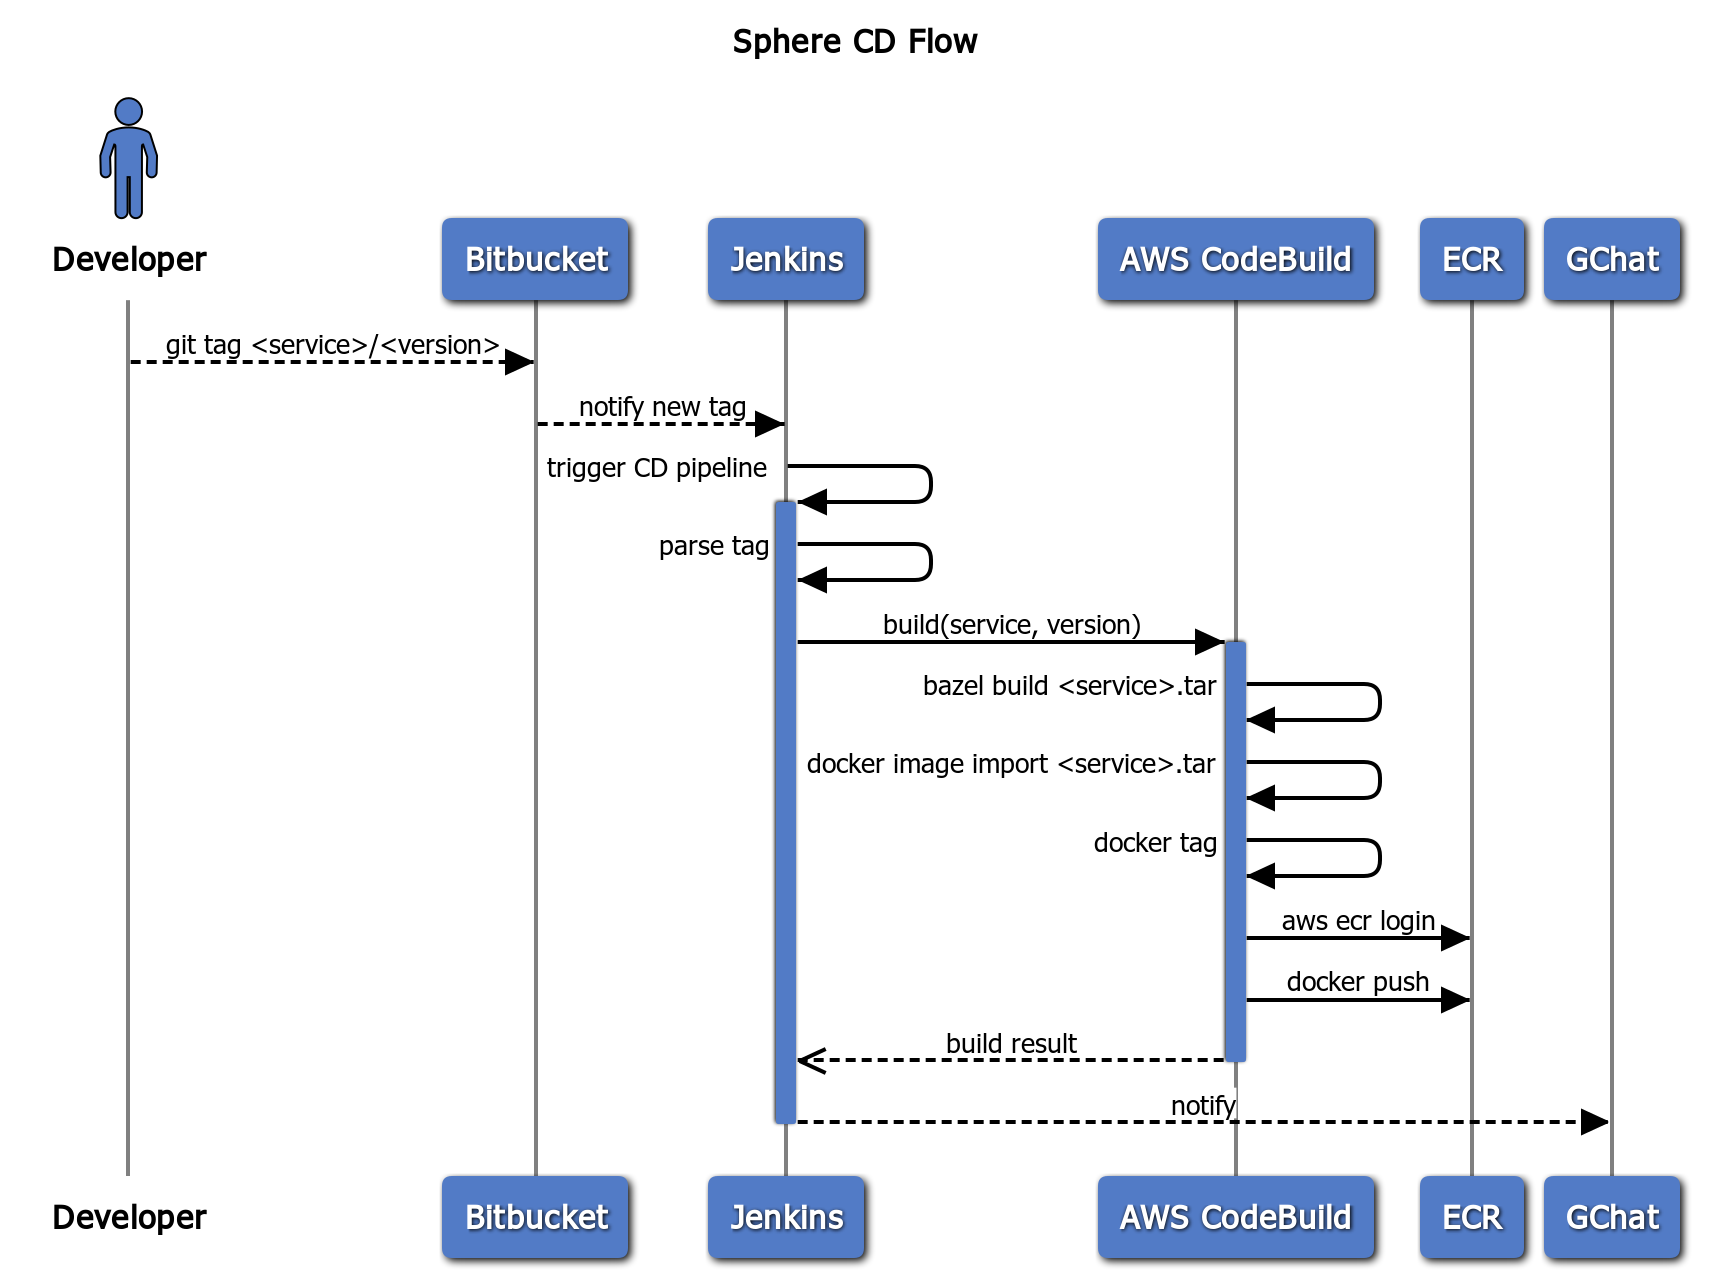 Sphere CD Flow
Developer
Bitbucket
Jenkins
AWS CodeBuild
ECR
GChat
git tag <service>/<version>
notify new tag
trigger CD pipeline
parse tag
build(service, version)
bazel build <service>.tar
docker image import <service>.tar
docker tag
aws ecr login
docker push
build result
notify
Developer
Bitbucket
Jenkins
AWS CodeBuild
ECR
GChat